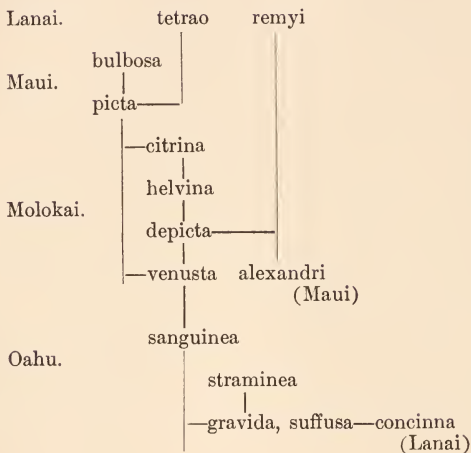 Lanai. tetrao remyi
bulbosa
Maui.
picta
citrina
helvina
Molokai.
depicta
venusta alexandri
(Maui)
sanguinea
Oahu.
straminea
gravida, suffusa—concinna
(Lanai)